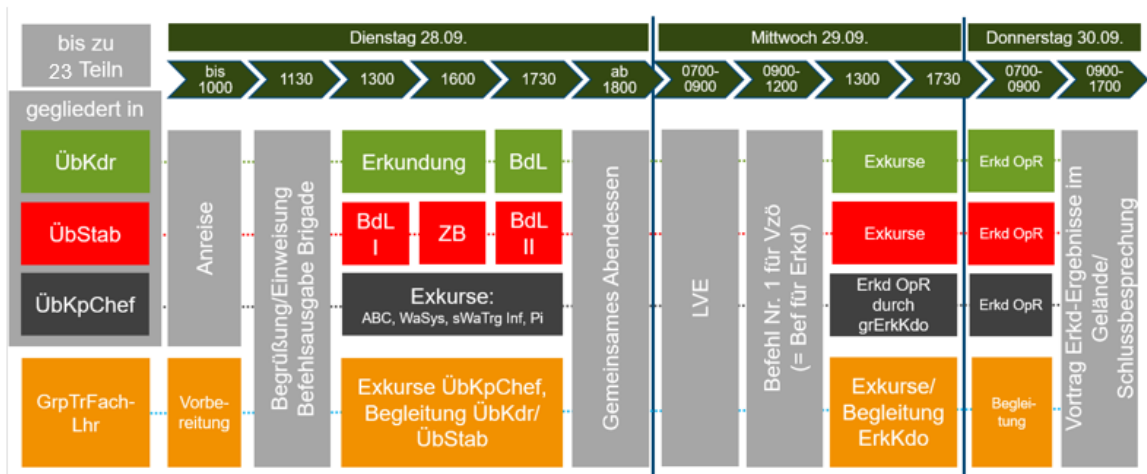 bis zu
23 Teiln
gegliedert in
Dienstag 28.09.
Mittwoch 29.09.
Donnerstag 30.09.
bis
1000
1130
1300
1600
1730
ab
1800
0700-
0900
0900-
1200
1300
1730
0700-
0900
0900-
1700
ÜbKdr
Erkundung
BdL
Exkurse
Erkd OpR
ÜbStab
BdL
I
ZB
BdL
II
Exkurse
Erkd OpR
ÜbKpChef
Exkurse:
ABC, WaSys, sWaTrg Inf, Pi
Erkd OpR
durch
grErkKdo
Erkd OpR
GrpTrFach-
Lhr
Vorbe-
reitung
Exkurse ÜbKpChef,
Begleitung ÜbKdr/
ÜbStab
Exkurse/
Begleitung
ErkKdo
Beglei-
tung
Anreise
Begrüßung/Einweisung
Befehlsausgabe Brigade
Gemeinsames Abendessen
LVE
Befehl Nr. 1 für Vzö
(= Bef für Erkd)
Vortrag Erkd-Ergebnisse im
Gelände/
Schlussbesprechung